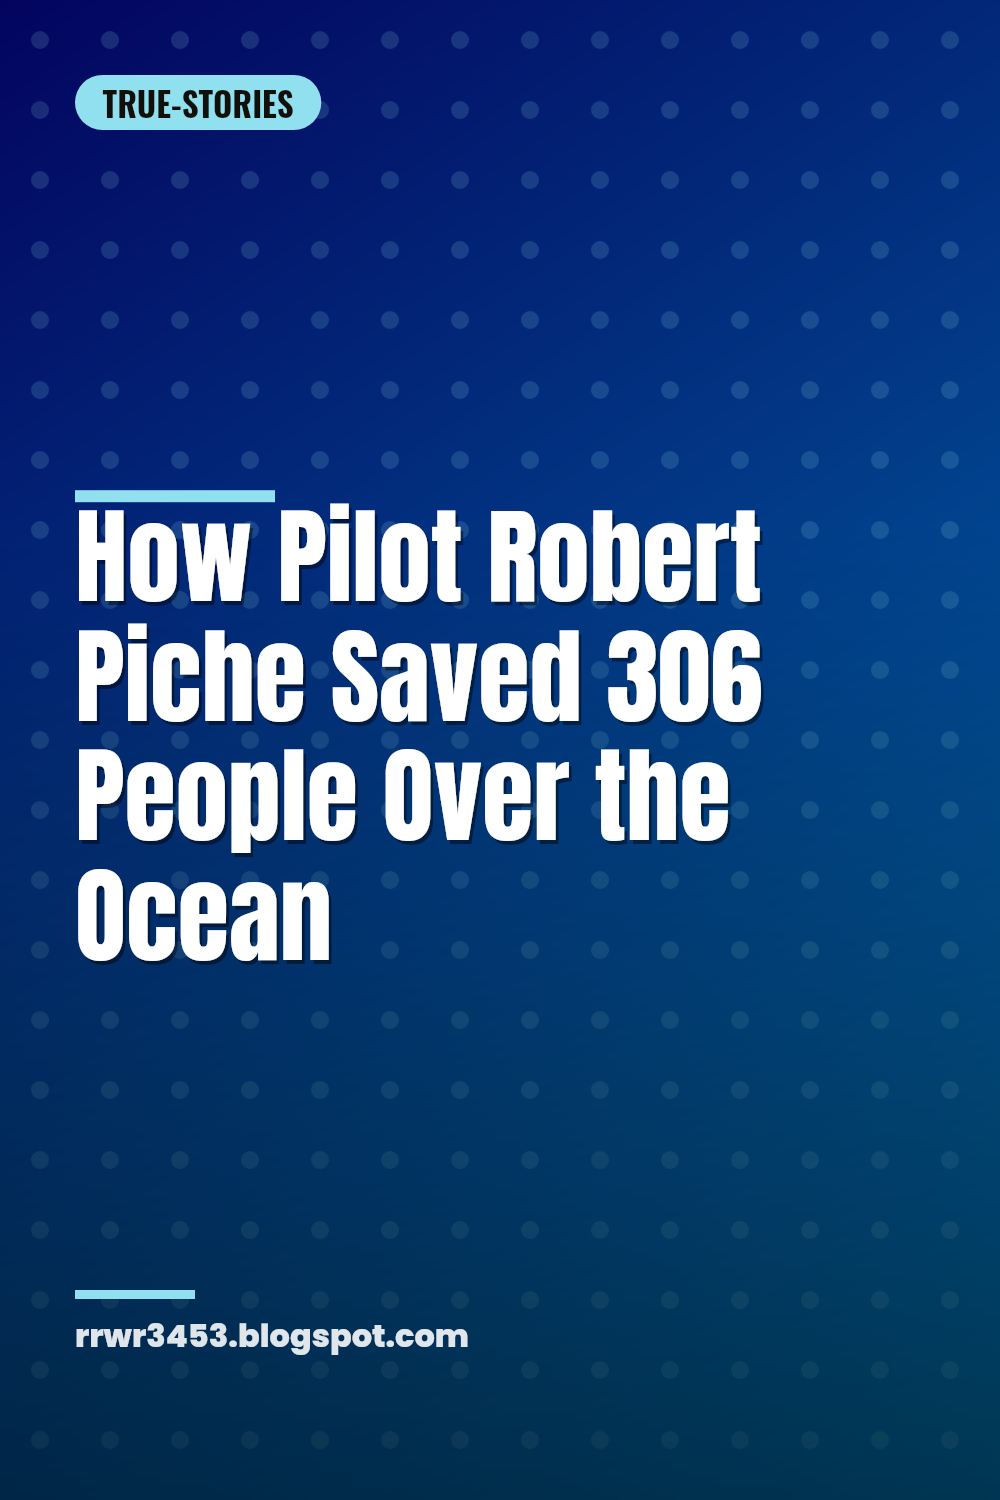 TRUE-STORIES
How Pilot Robert
Piche Saved 306
People Over the
Ocean
rrwr3453.blogspot.com